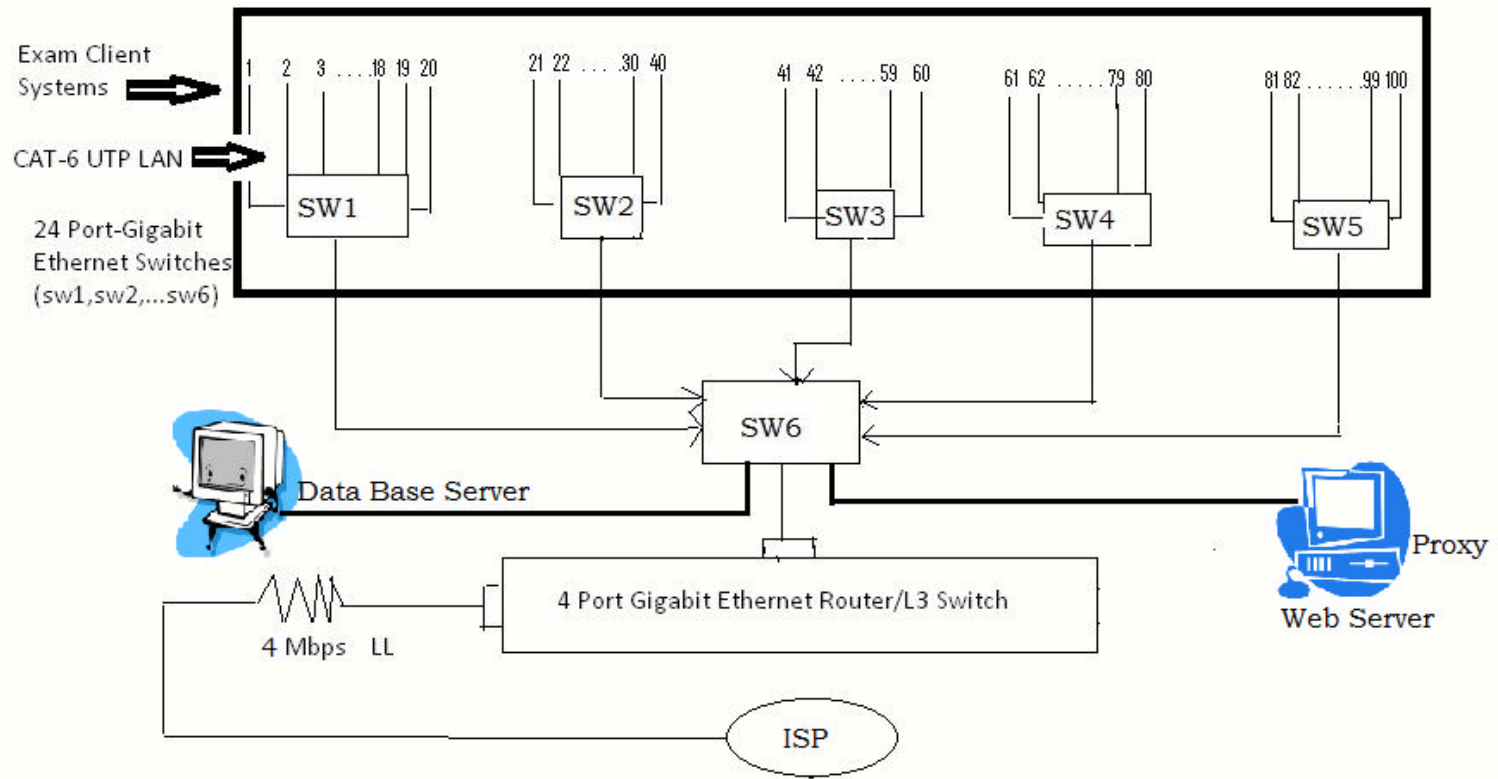 Exam Client
Systems
1 2 3 .....18 19 20
21 22 .....30 40
41 42 .....59 60
61 62 ......79 80
81 82 .......99 100
CAT-6 UTP LAN
SW1
SW2
SW3
SW4
SW5
24 Port-Gigabit
Ethernet Switches
(sw1,sw2,...sw6)
SW6
Data Base Server
Proxy
Web Server
4 Port Gigabit Ethernet Router/L3 Switch
4 Mbps LL
ISP